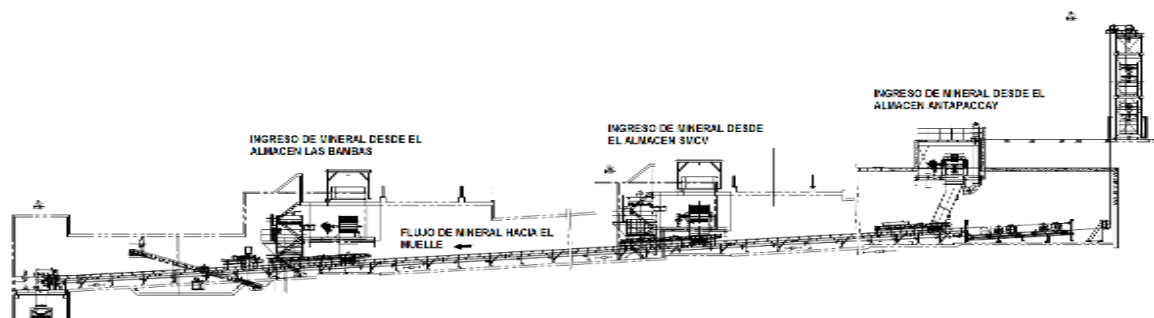 INGRESO DE MINERAL DESDE EL
ALMACEN ANTAPACCAY
INGRESO DE MINERAL DESDE
EL ALMACEN SMCV
INGRESO DE MINERAL DESDE EL
ALMACEN LAS BAMBAS
FLUJO DE MINERAL HACIA EL
MUELLE